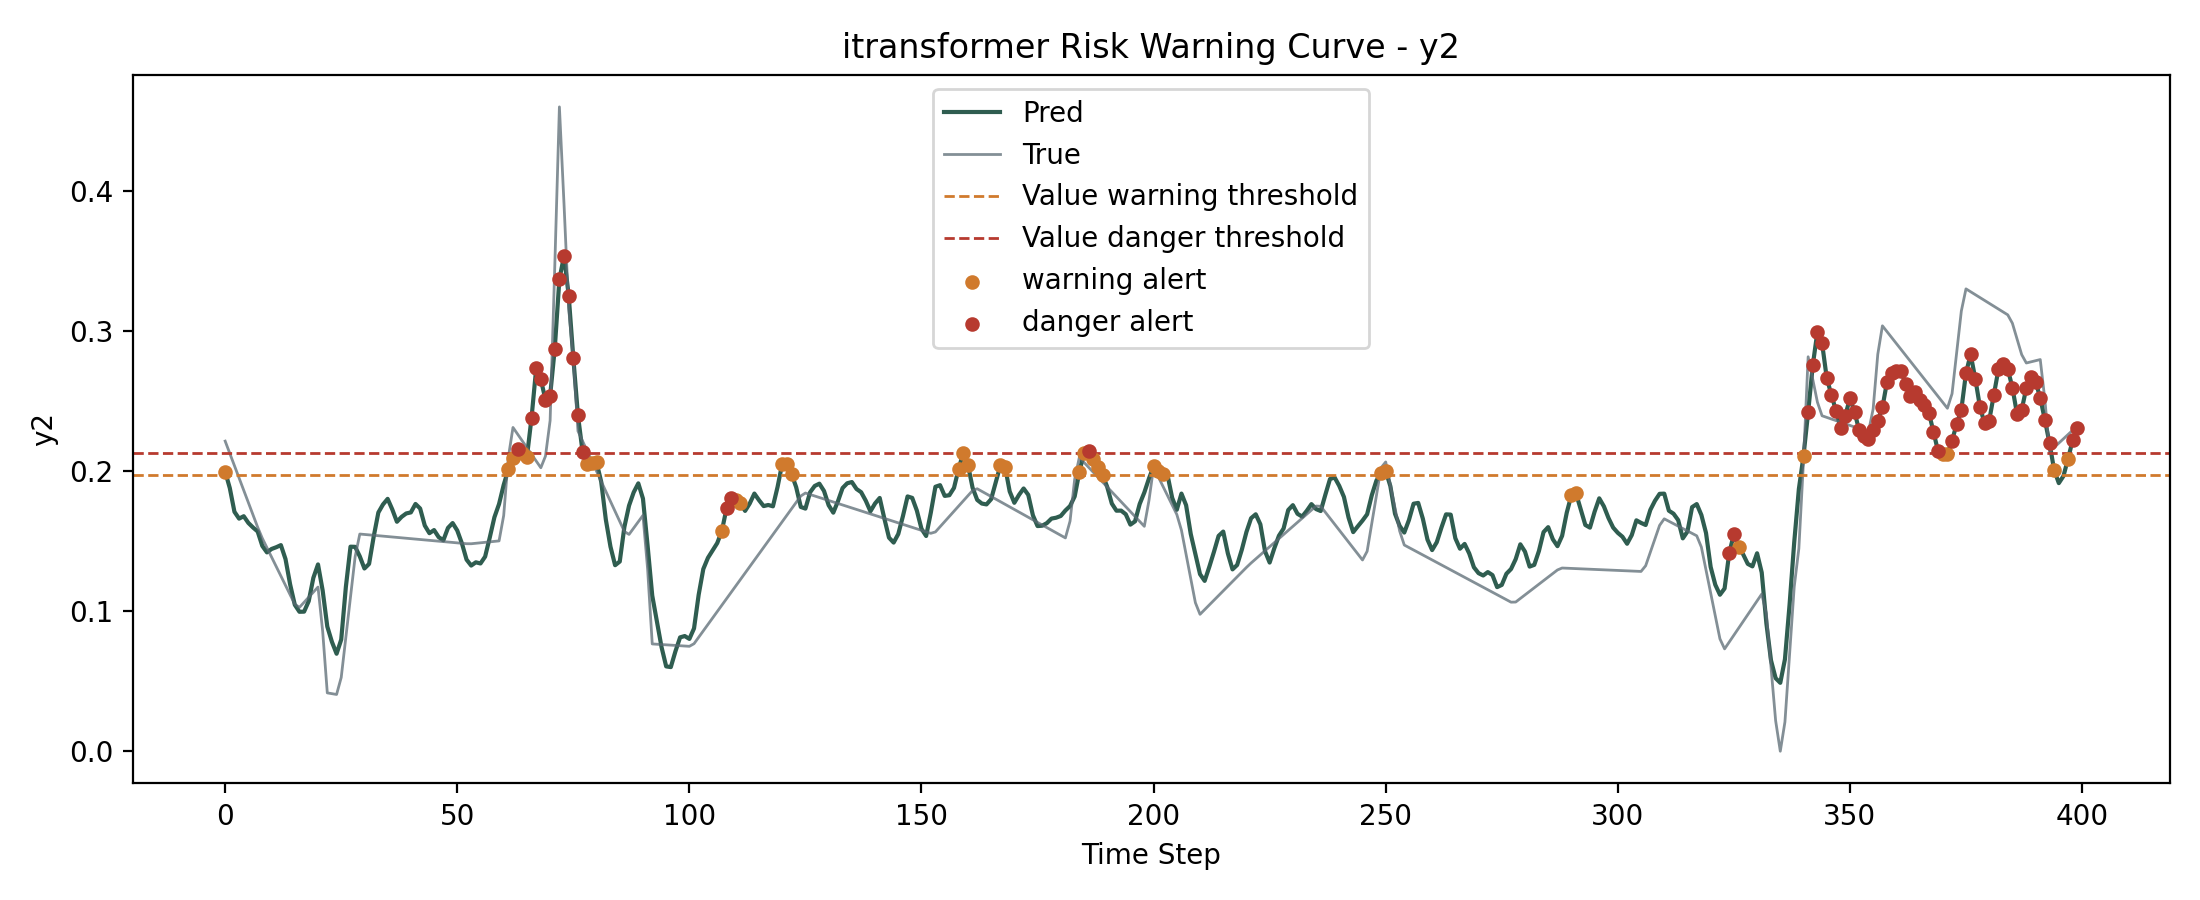 itransformer Risk Warning Curve - y2
Pred
True
Value warning threshold
Value danger threshold
warning alert
danger alert
y2
0.4
0.3
0.2
0.1
0.0
0 50 100 150 200 250 300 350 400
Time Step